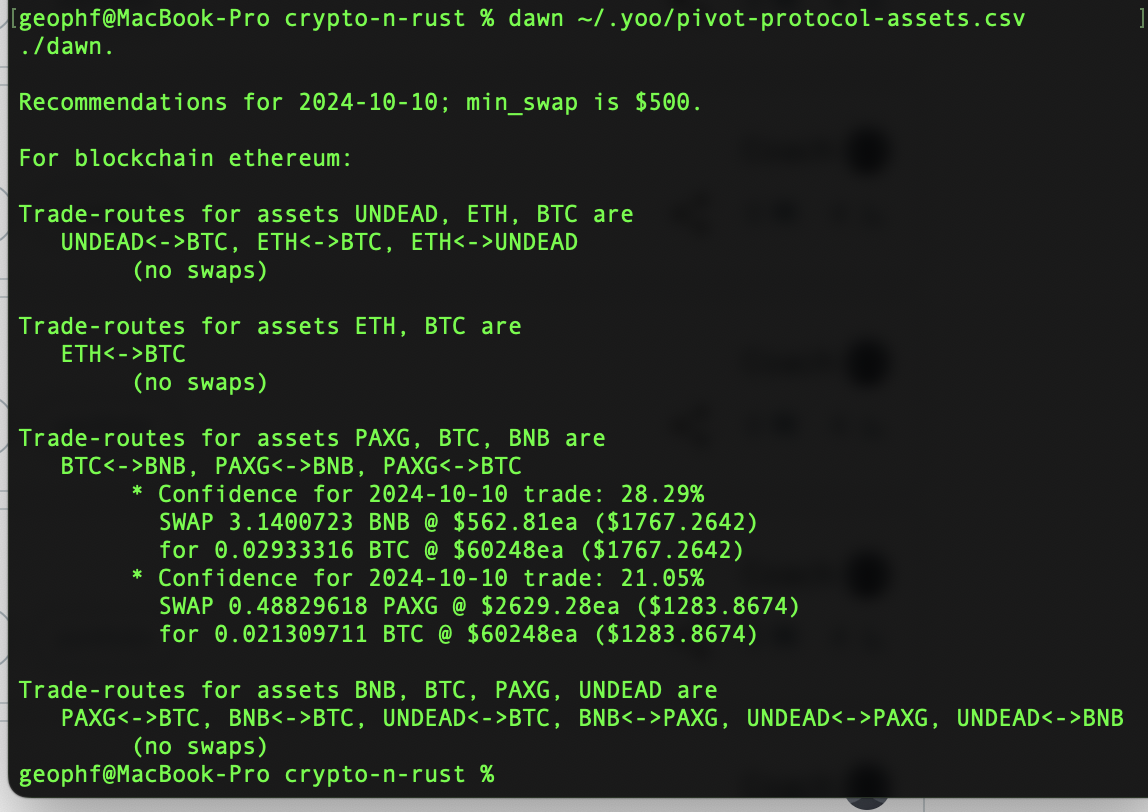 [geophf@MacBook-Pro crypto-n-rust % dawn ~/.yoo/pivot-protocol-assets.csv ]
./dawn.
Recommendations for 2024-10-10; min_swap is $500.
For blockchain ethereum:
Trade-routes for assets UNDEAD, ETH, BTC are
UNDEAD<->BTC, ETH<->BTC, ETH<->UNDEAD
(no swaps)
Trade-routes for assets ETH, BTC are
ETH<->BTC
(no swaps)
Trade-routes for assets PAXG, BTC, BNB are
BTC<->BNB, PAXG<->BNB, PAXG<->BTC
* Confidence for 2024-10-10 trade: 28.29%
SWAP 3.1400723 BNB @ $562.81ea ($1767.2642)
for 0.02933316 BTC @ $60248ea ($1767.2642)
* Confidence for 2024-10-10 trade: 21.05%
SWAP 0.48829618 PAXG @ $2629.28ea ($1283.8674)
for 0.021309711 BTC @ $60248ea ($1283.8674)
Trade-routes for assets BNB, BTC, PAXG, UNDEAD are
PAXG<->BTC, BNB<->BTC, UNDEAD<->BTC, BNB<->PAXG, UNDEAD<->PAXG, UNDEAD<->BNB
(no swaps)
geophf@MacBook-Pro crypto-n-rust %